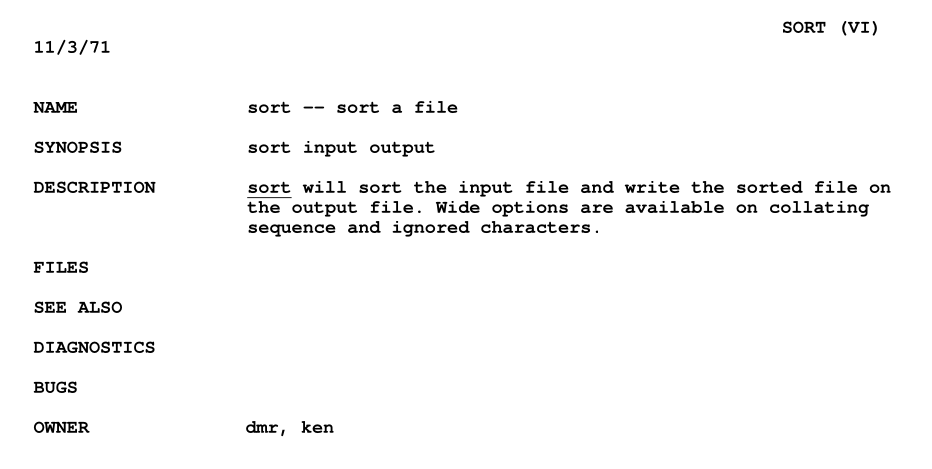 SORT (VI)
11/3/71
NAME sort -- sort a file
SYNOPSIS sort input output
DESCRIPTION sort will sort the input file and write the sorted file on
the output file. Wide options are available on collating
sequence and ignored characters.
FILES
SEE ALSO
DIAGNOSTICS
BUGS
OWNER dmr, ken